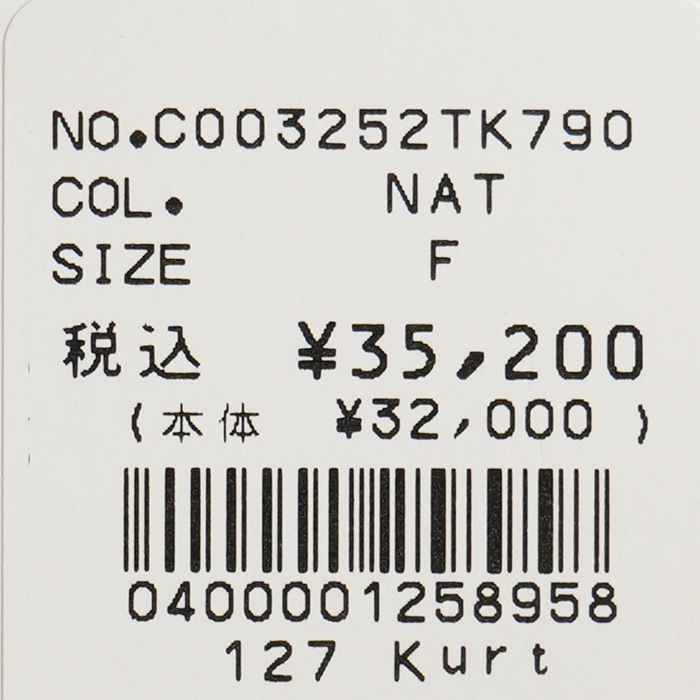 NO.C003252TK790
COL. NAT
SIZE F
税込 ¥35,200
(本体 ¥32,000 )
0400001258958
127 Kurt